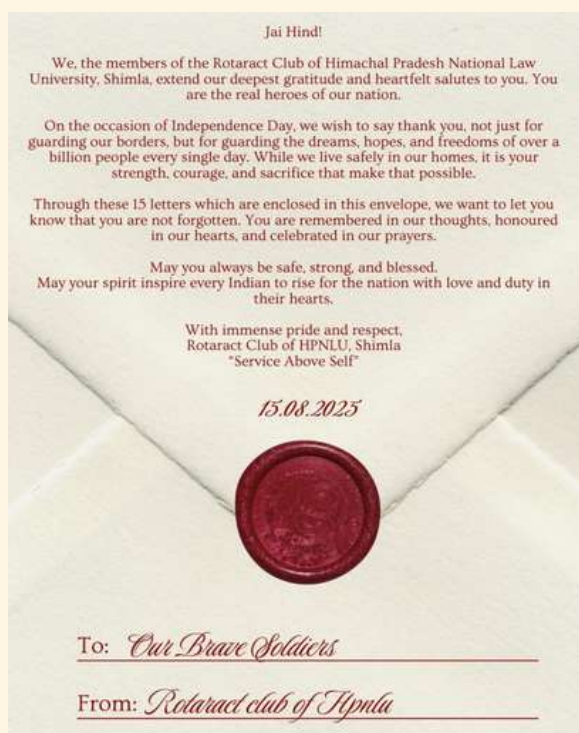 Jai Hind!
We, the members of the Rotaract Club of Himachal Pradesh National Law
University, Shimla, extend our deepest gratitude and heartfelt salutes to you. You
are the real heroes of our nation.
On the occasion of Independence Day, we wish to say thank you, not just for
guarding our borders, but for guarding the dreams, hopes, and freedoms of over a
billion people every single day. While we live safely in our homes, it is your
strength, courage, and sacrifice that make that possible.
Through these 15 letters which are enclosed in this envelope, we want to let you
know that you are not forgotten. You are remembered in our thoughts, honoured
in our hearts, and celebrated in our prayers.
May you always be safe, strong, and blessed.
May your spirit inspire every Indian to rise for the nation with love and duty in
their hearts.
With immense pride and respect,
Rotaract Club of HPNLU, Shimla
"Service Above Self"
15.08.2025
To: Our Brave Soldiers
From: Rotaract club of Hpnlu